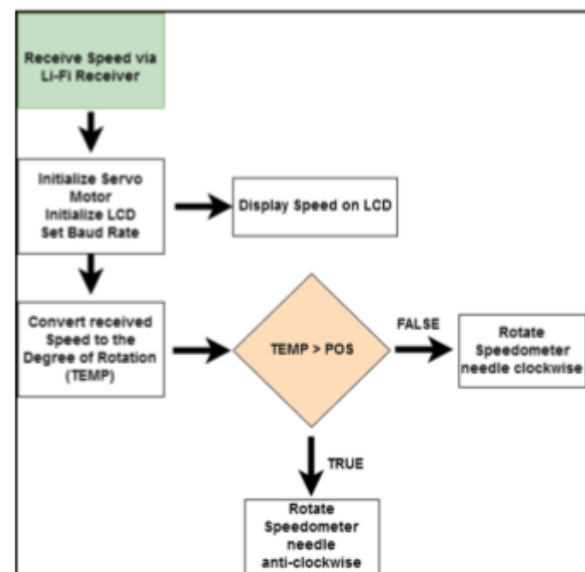 Receive Speed via
Li-Fi Receiver
Initialize Servo
Motor
Initialize LCD
Set Baud Rate
Display Speed on LCD
Convert received
Speed to the
Degree of Rotation
(TEMP)
TEMP > POS
FALSE
Rotate
Speedometer
needle clockwise
TRUE
Rotate
Speedometer
needle
anti-clockwise